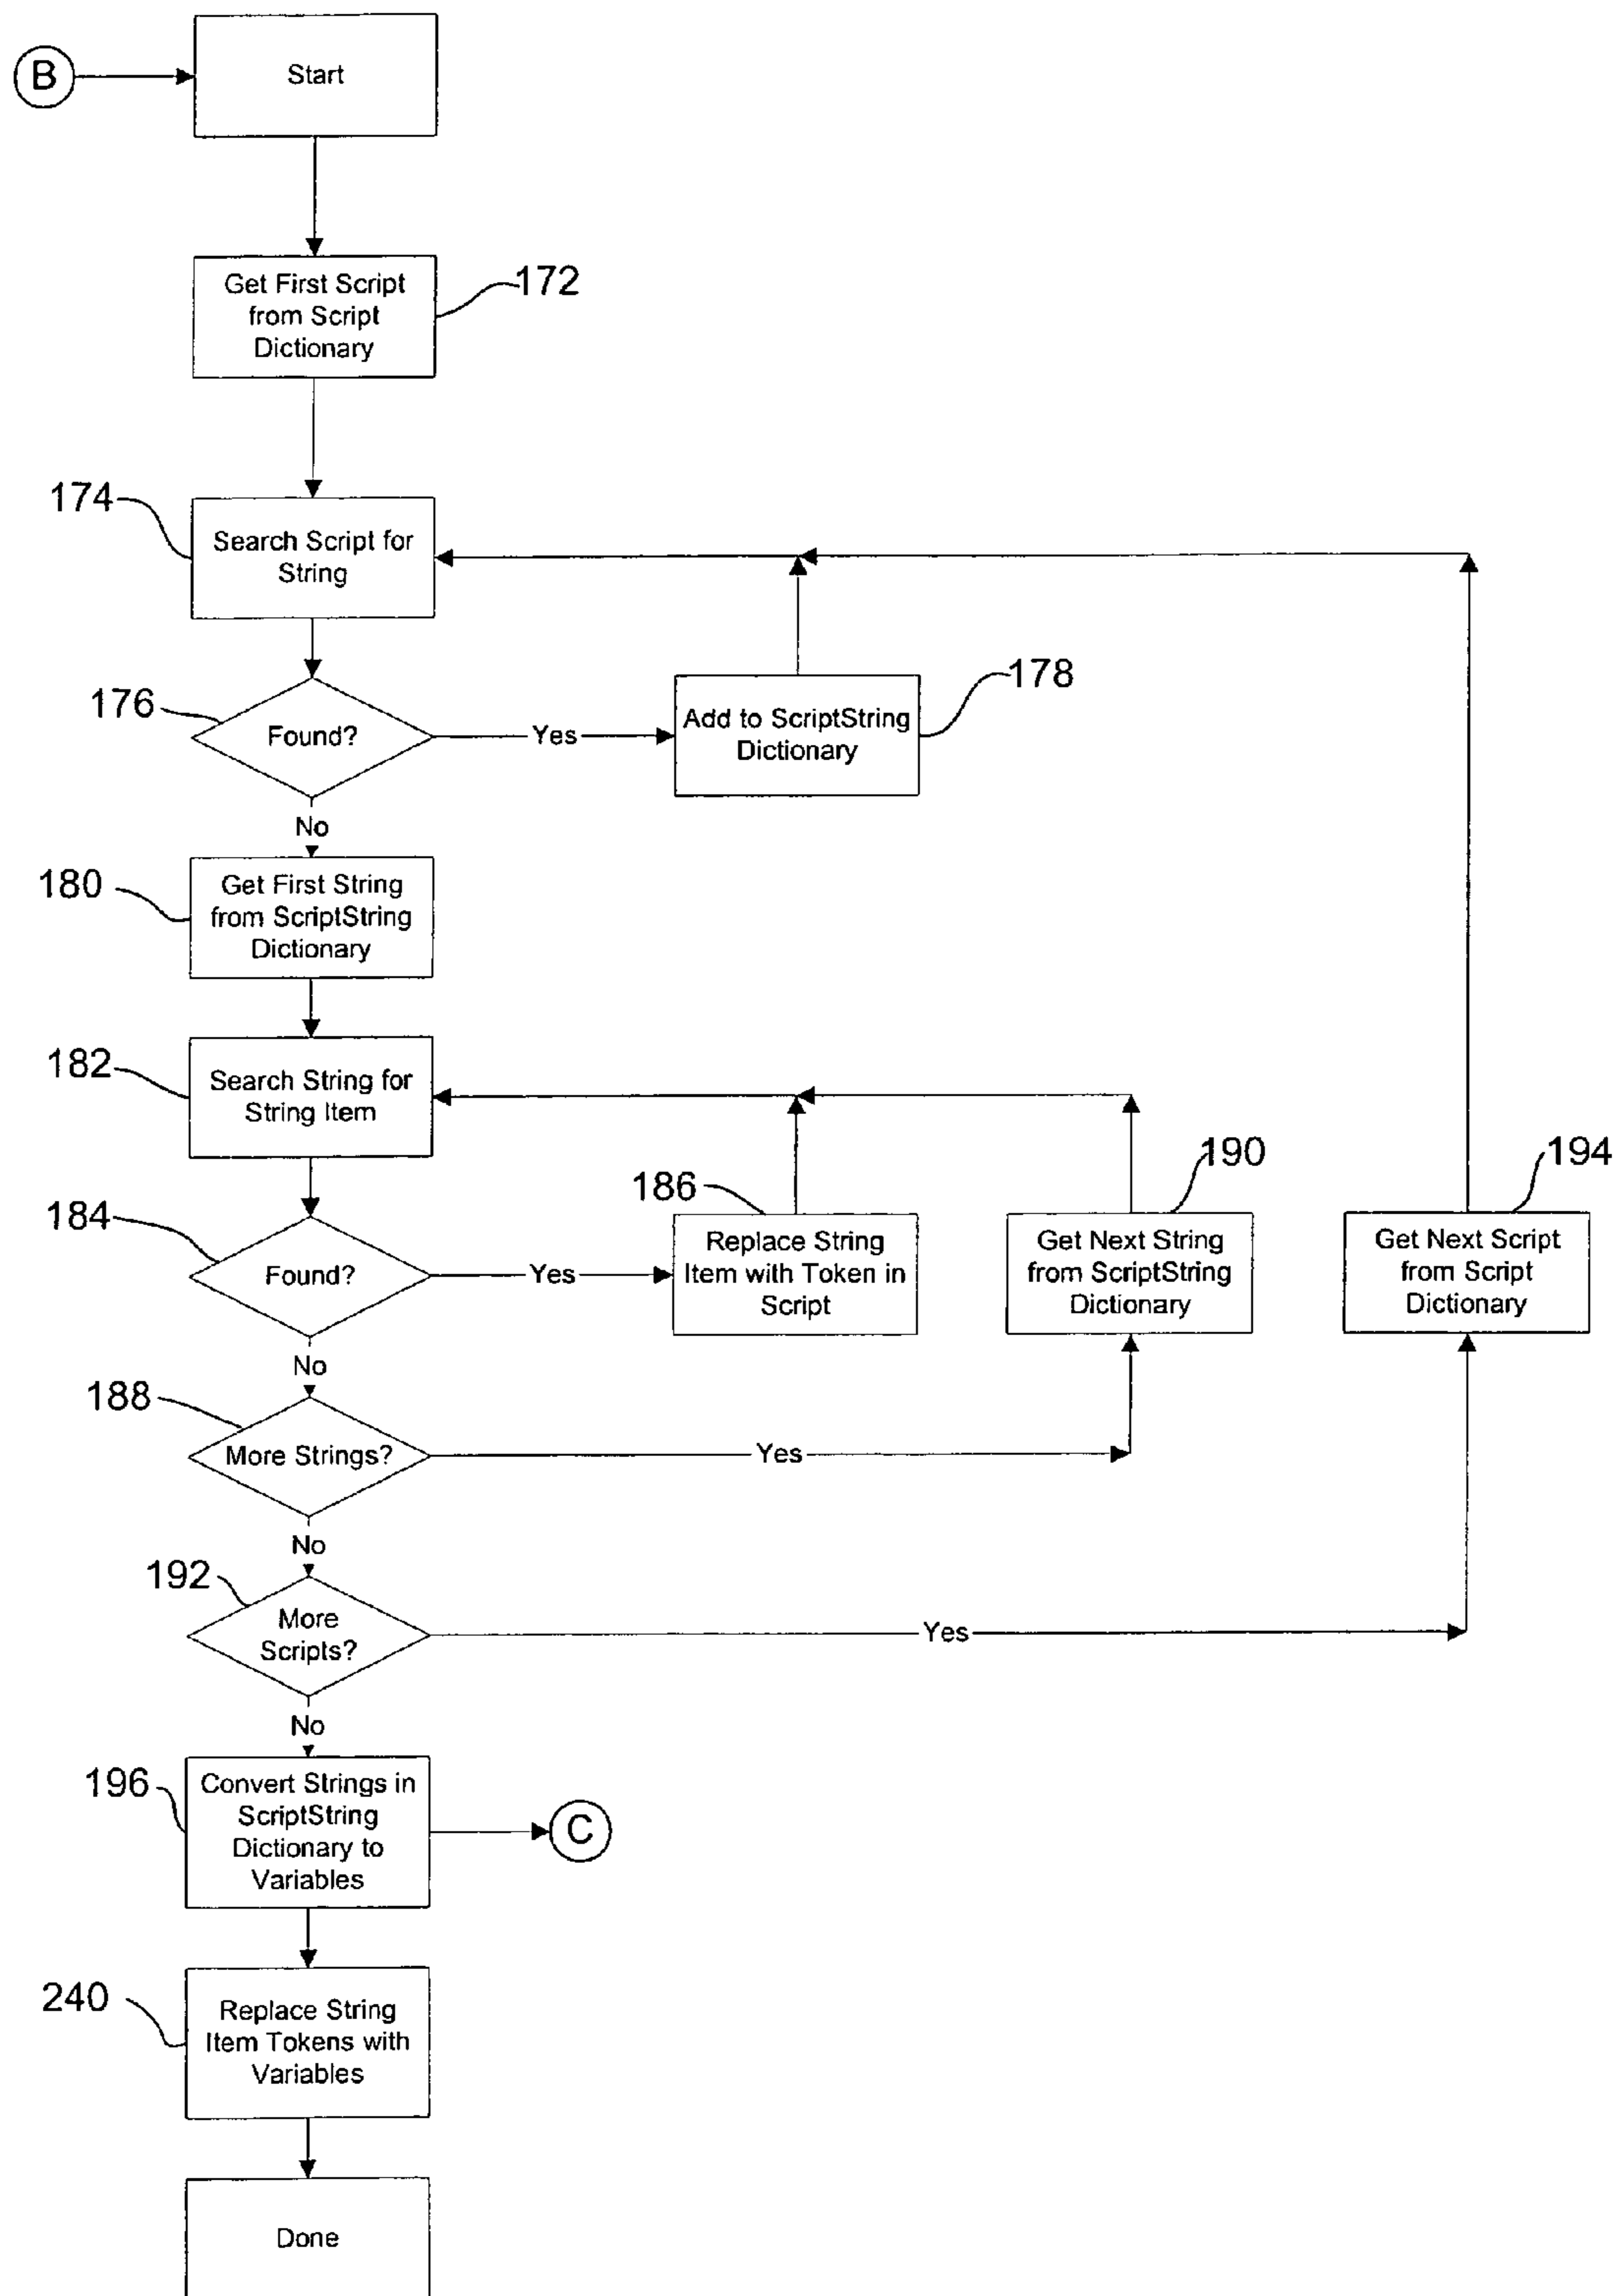 B
Start
Get First Script
from Script
Dictionary
172
174
Search Script for
String
176
Found?
Yes
Add to ScriptString
Dictionary
178
No
180
Get First String
from ScriptString
Dictionary
182
Search String for
String Item
184
Found?
Yes
186
Replace String
Item with Token in
Script
190
Get Next String
from ScriptString
Dictionary
194
Get Next Script
from Script
Dictionary
No
188
More Strings?
Yes
No
192
More
Scripts?
Yes
No
196
Convert Strings in
ScriptString
Dictionary to
Variables
C
240
Replace String
Item Tokens with
Variables
Done